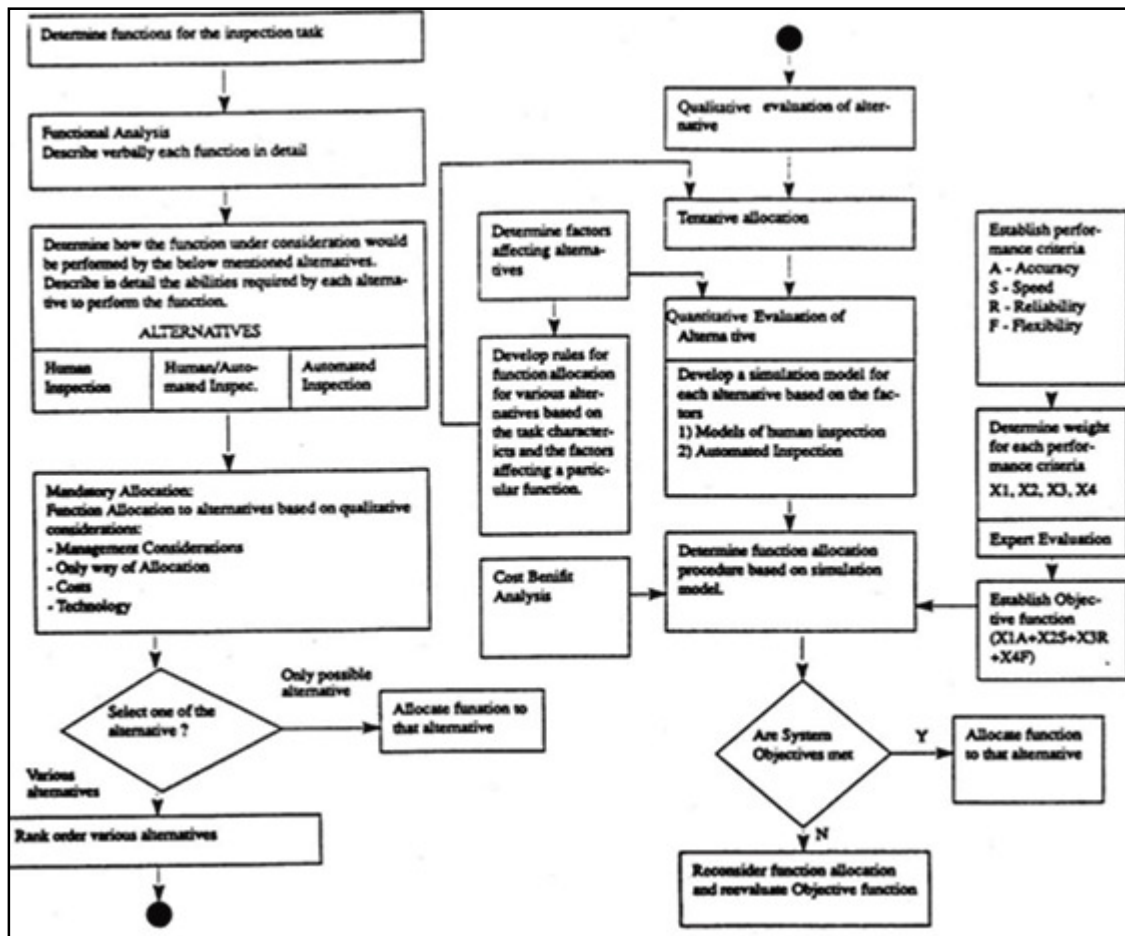 Determine functions for the inspection task
Functional Analysis
Describe verbally each function in detail
Determine how the function under consideration would
be performed by the below mentioned alternatives.
Describe in detail the abilities required by each alterna-
tive to perform the function.
ALTERNATIVES
Human
Inspection
Human/Auto-
mated Inspec.
Automated
Inspection
Mandatory Allocation:
Function Allocation to alternatives based on qualitative
considerations:
- Management Considerations
- Only way of Allocation
- Costs
- Technology
Select one of the
alternative ?
Only possible
alternative
Allocate funation to
that alternative
Various
alternatives
Rank order various alternatives
Qualitative evaluation of alter-
native
Tentative allocation
Determine factors
affecting alterna-
tives
Develop rules for
function allocation
for various alter-
natives based on
the task character-
icts and the factors
affecting a partic-
ular function.
Quantitative Evaluation of
Alterna tive
Develop a simulation model for
each alternative based on the fac-
tors
1) Models of human inspection
2) Automated Inspection
Cost Benifit
Analysis
Determine function allocation
procedure based on simulation
model.
Establish perfor-
mance criteria
A - Accuracy
S - Speed
R - Reliability
F - Flexibility
Determine weight
for each perfor-
mance criteria
X1, X2, X3, X4
Expert Evaluation
Establish Objec-
tive function
(X1A+X2S+X3R
+X4F)
Are System
Objectives met
Y
Allocate function
to that alternative
N
Reconsider function allocation
and reevaluate Objective function